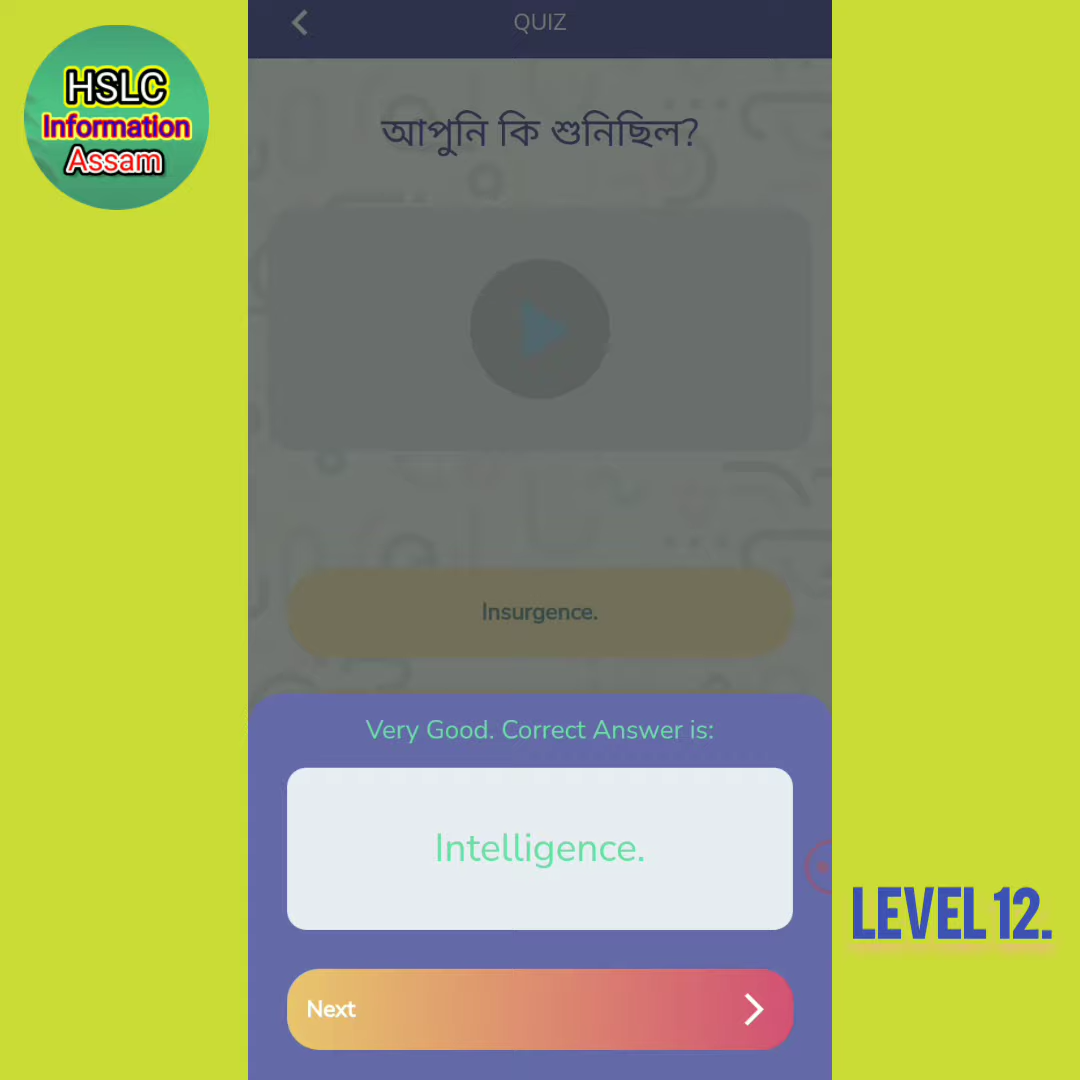 HSLC
Information
Assam
QUIZ
আপুনি কি শুনিছিল?
Insurgence.
Very Good. Correct Answer is:
Intelligence.
Next
LEVEL 12.